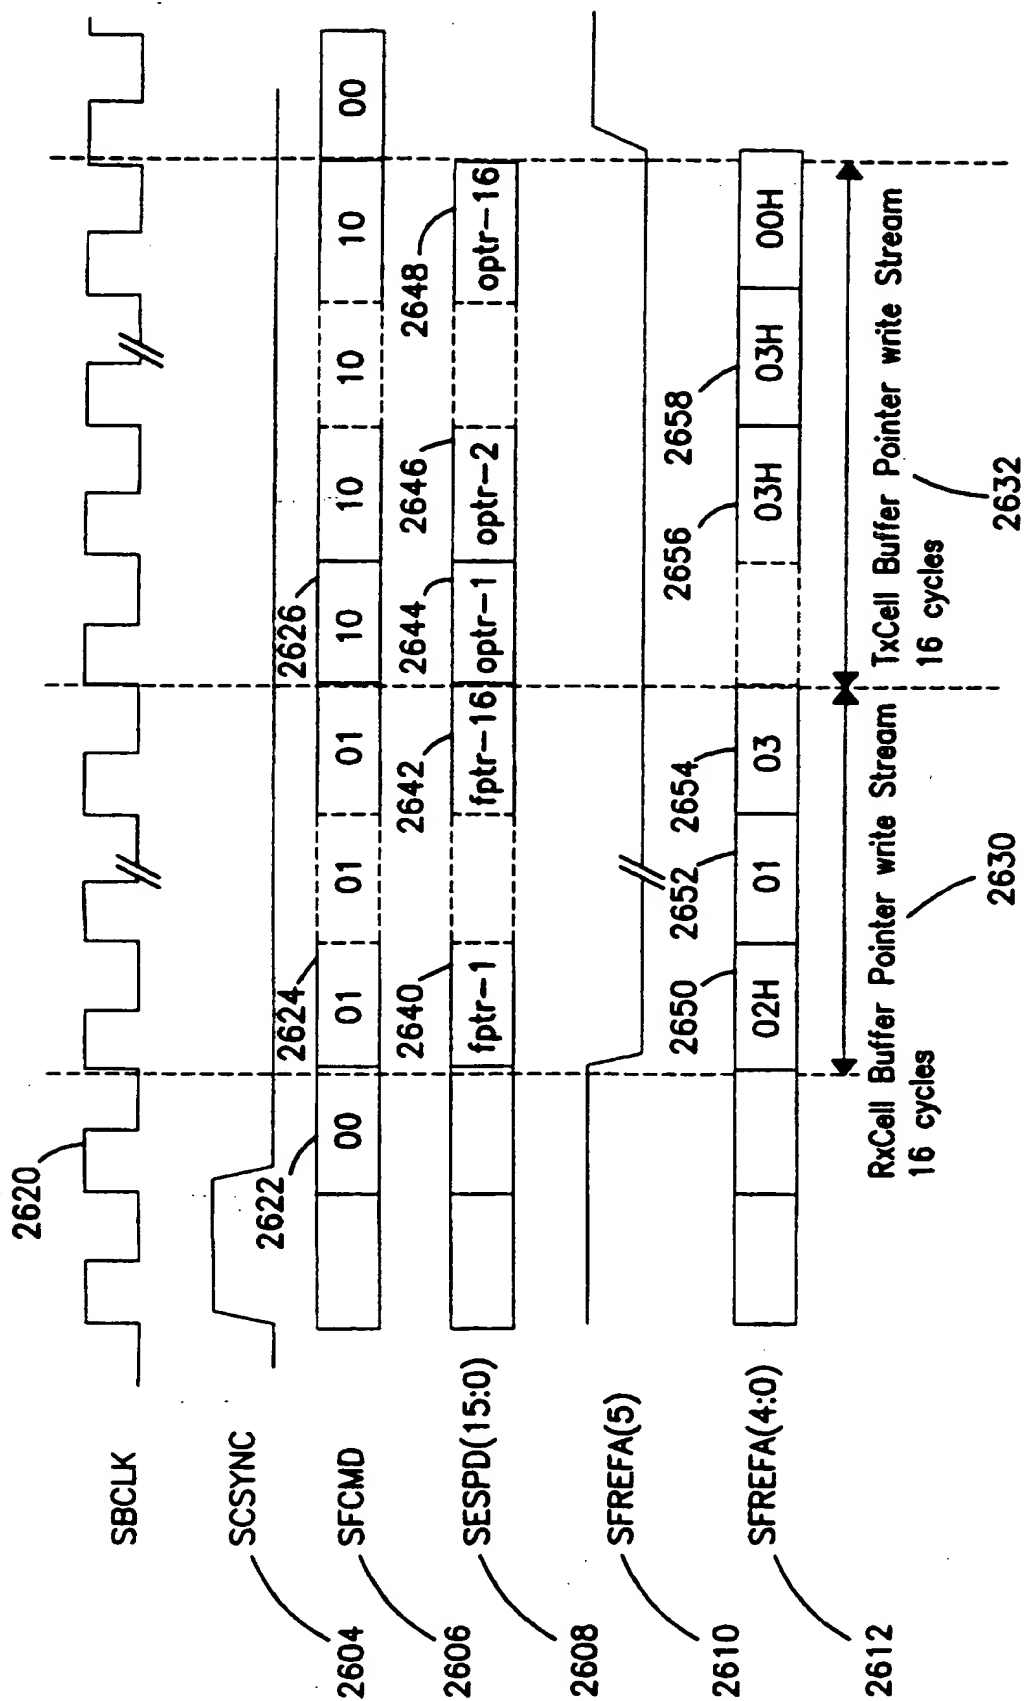 2620
SBCLK
SCSYNC
2604
2622
2624
2626
SFCMD
00 01 01 01 10 10 10 10 00
2606
2640
2642
2644
2646
2648
SESPD(15:0)
fptr-1 fptr-16 optr-1 optr-2 optr-16
2608
SFREFA(5)
2610
2650
2652
2654
2656
2658
SFREFA(4:0)
02H 01 03 03H 03H 00H
2612
RxCell Buffer Pointer write Stream
16 cycles
2630
TxCell Buffer Pointer write Stream
16 cycles
2632